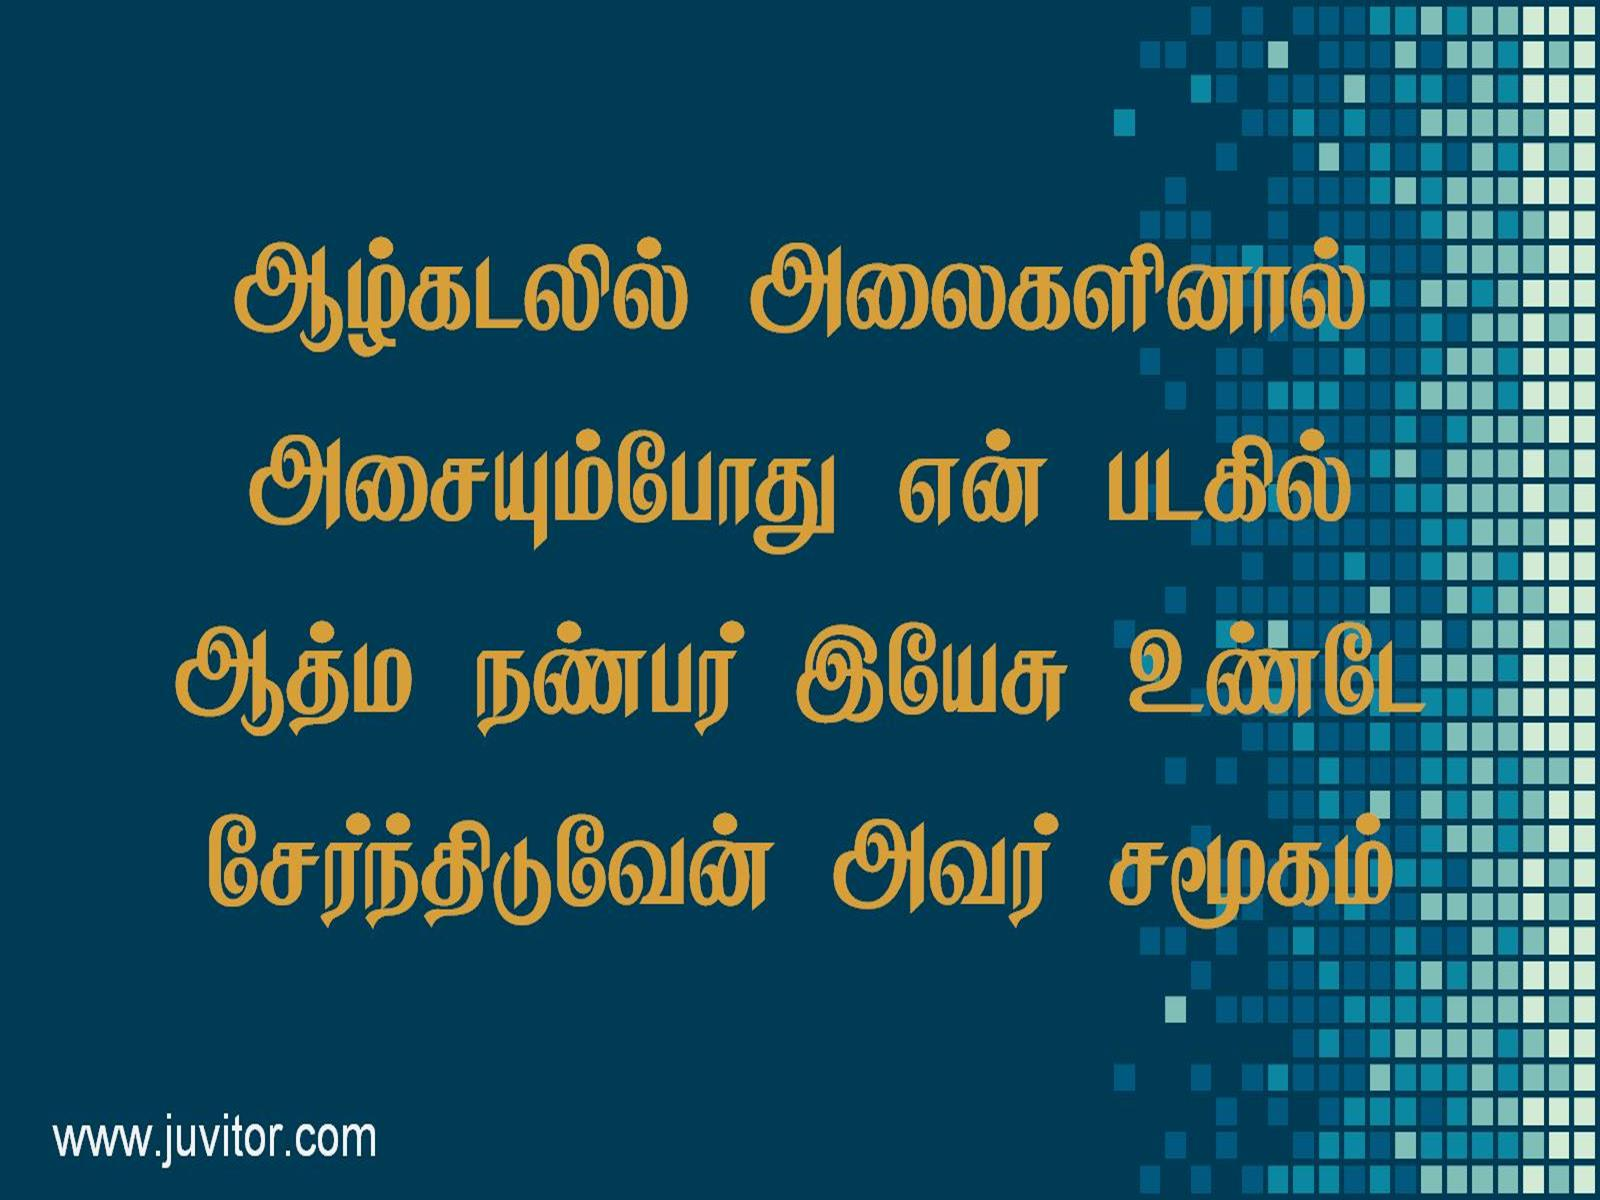 ஆழ்கடலில் அலைகளினால்
அசையும்போது என் படகில்
ஆத்ம நண்பர் இயேசு உண்டே
சேர்ந்திடுவேன் அவர் சமூகம்
www.juvitor.com